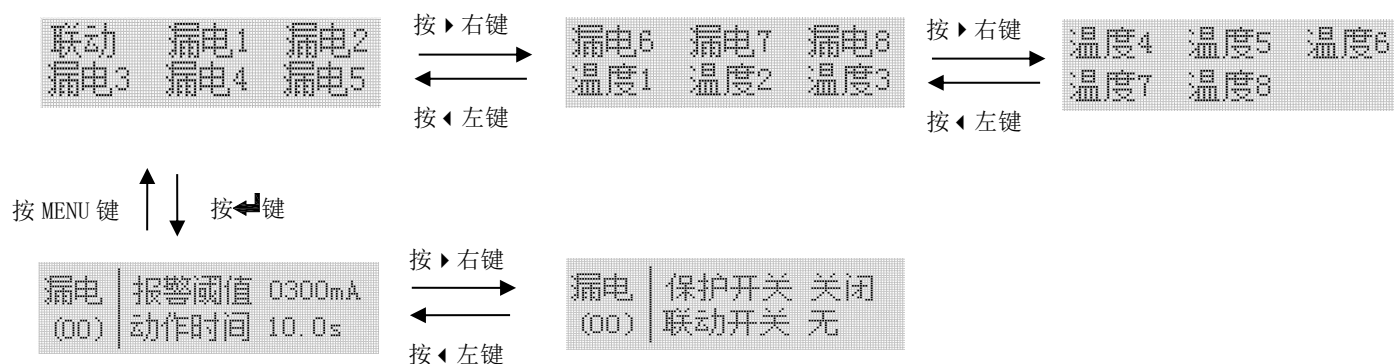 联动 漏电1 漏电2
漏电3 漏电4 漏电5
按▶右键
按◀左键
漏电6 漏电7 漏电8
温度1 温度2 温度3
按▶右键
按◀左键
温度4 温度5 温度6
温度7 温度8
按 MENU 键
按↵键
漏电 报警阈值 0300mA
(00) 动作时间 10.0s
按▶右键
按◀左键
漏电 保护开关 关闭
(00) 联动开关 无